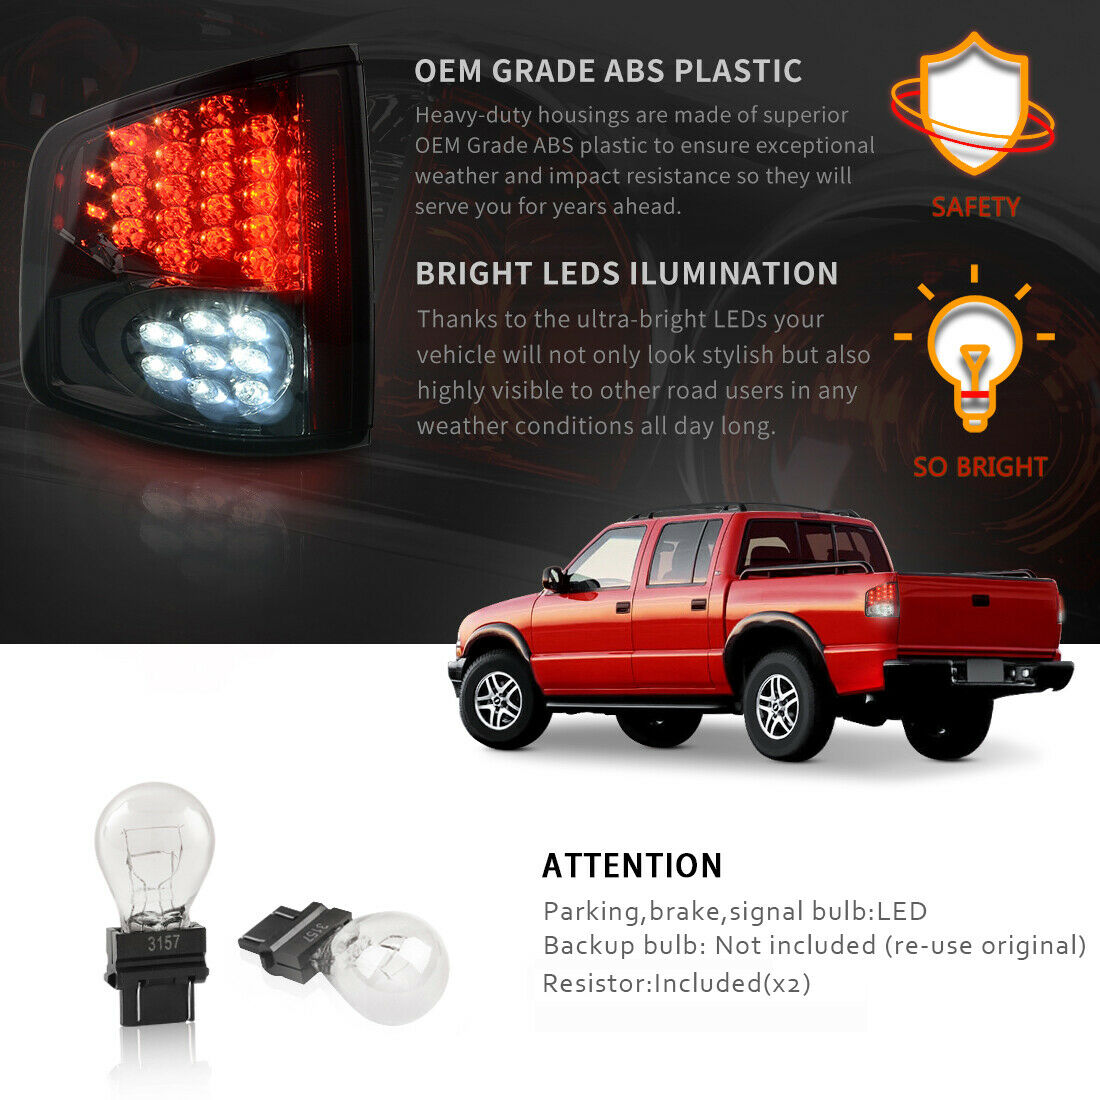 OEM GRADE ABS PLASTIC
Heavy-duty housings are made of superior
OEM Grade ABS plastic to ensure exceptional
weather and impact resistance so they will
serve you for years ahead.
SAFETY
BRIGHT LEDS ILUMINATION
Thanks to the ultra-bright LEDs your
vehicle will not only look stylish but also
highly visible to other road users in any
weather conditions all day long.
SO BRIGHT
3157
3157
ATTENTION
Parking,brake,signal bulb:LED
Backup bulb: Not included (re-use original)
Resistor:Included(x2)